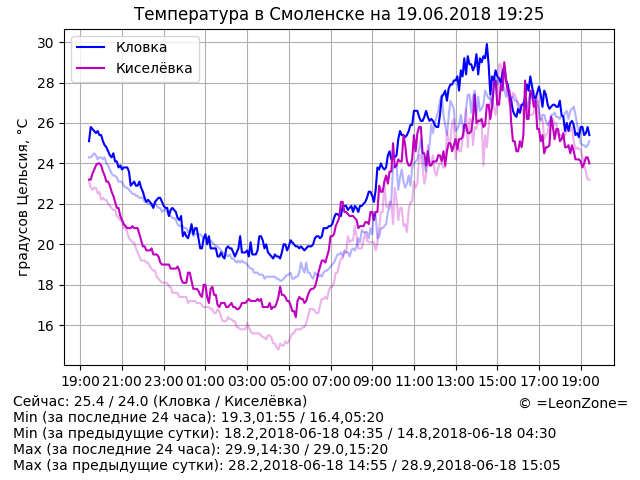 Температура в Смоленске на 19.06.2018 19:25
Кловка
Киселёвка
градусов Цельсия, °C
30
28
26
24
22
20
18
16
19:00 21:00 23:00 01:00 03:00 05:00 07:00 09:00 11:00 13:00 15:00 17:00 19:00
Сейчас: 25.4 / 24.0 (Кловка / Киселёвка)
© =LeonZone=
Min (за последние 24 часа): 19.3,01:55 / 16.4,05:20
Min (за предыдущие сутки): 18.2,2018-06-18 04:35 / 14.8,2018-06-18 04:30
Max (за последние 24 часа): 29.9,14:30 / 29.0,15:20
Max (за предыдущие сутки): 28.2,2018-06-18 14:55 / 28.9,2018-06-18 15:05